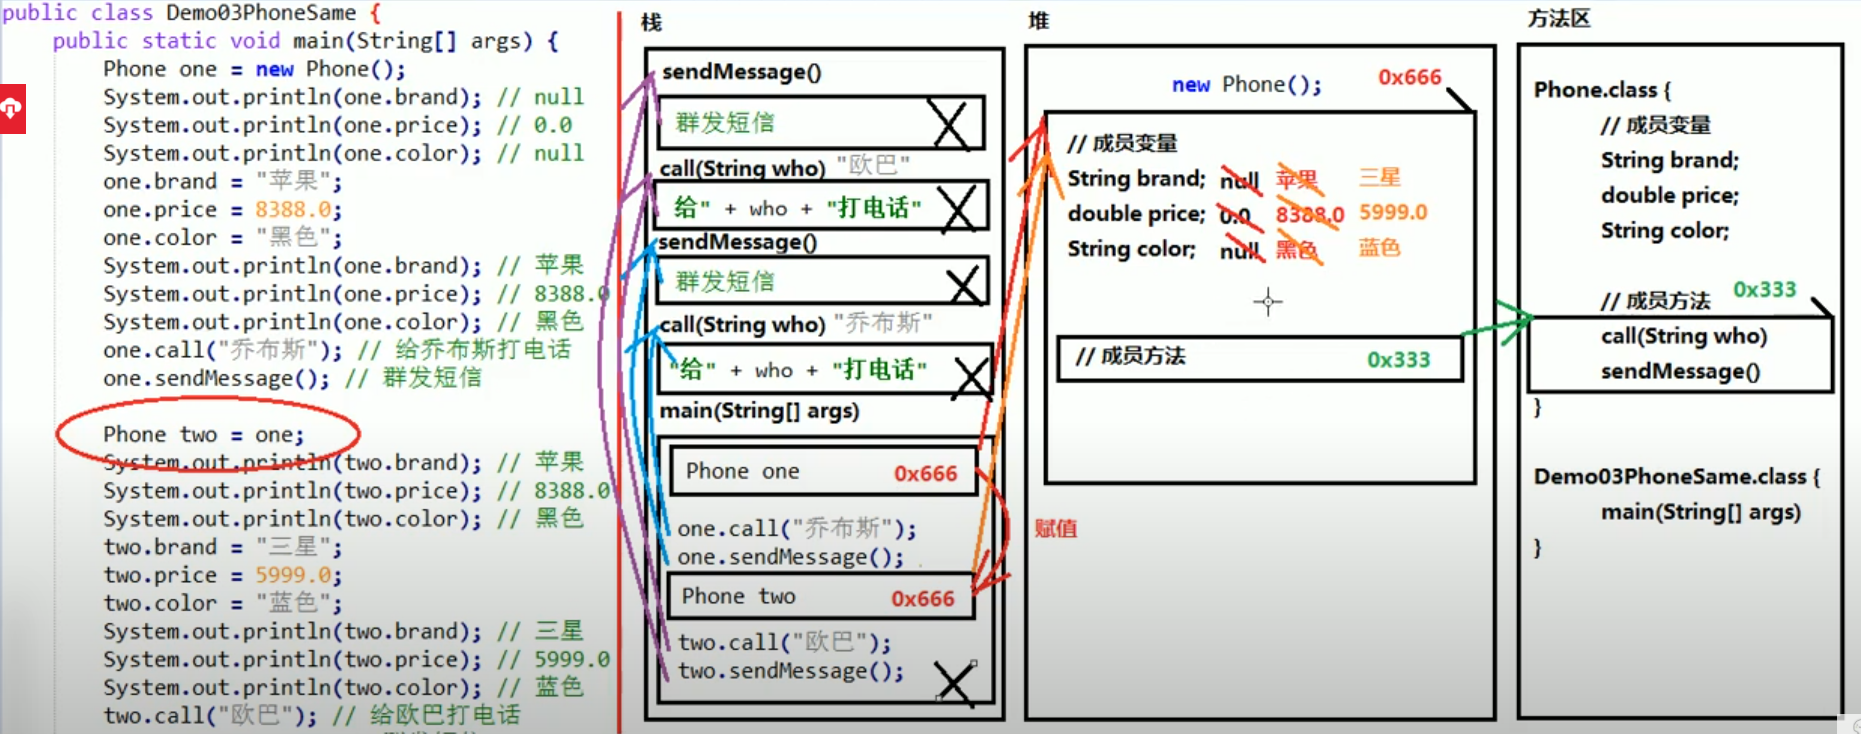 public class Demo03PhoneSame {
public static void main(String[] args) {
Phone one = new Phone();
System.out.println(one.brand); // null
System.out.println(one.price); // 0.0
System.out.println(one.color); // null
one.brand = "苹果";
one.price = 8388.0;
one.color = "黑色";
System.out.println(one.brand); // 苹果
System.out.println(one.price); // 8388.0
System.out.println(one.color); // 黑色
one.call("乔布斯"); // 给乔布斯打电话
one.sendMessage(); // 群发短信
Phone two = one;
System.out.println(two.brand); // 苹果
System.out.println(two.price); // 8388.0
System.out.println(two.color); // 黑色
two.brand = "三星";
two.price = 5999.0;
two.color = "蓝色";
System.out.println(two.brand); // 三星
System.out.println(two.price); // 5999.0
System.out.println(two.color); // 蓝色
two.call("欧巴"); // 给欧巴打电话
栈
sendMessage()
群发短信
call(String who) "欧巴"
给" + who + "打电话"
sendMessage()
群发短信
call(String who) "乔布斯"
"给" + who + "打电话"
main(String[] args)
Phone one 0x666
one.call("乔布斯");
one.sendMessage();
Phone two 0x666
two.call("欧巴");
two.sendMessage();
赋值
堆
new Phone(); 0x666
// 成员变量
String brand; null 苹果 三星
double price; 0.0 8388.0 5999.0
String color; null 黑色 蓝色
// 成员方法 0x333
方法区
Phone.class {
// 成员变量
String brand;
double price;
String color;
// 成员方法 0x333
call(String who)
sendMessage()
}
Demo03PhoneSame.class {
main(String[] args)
}